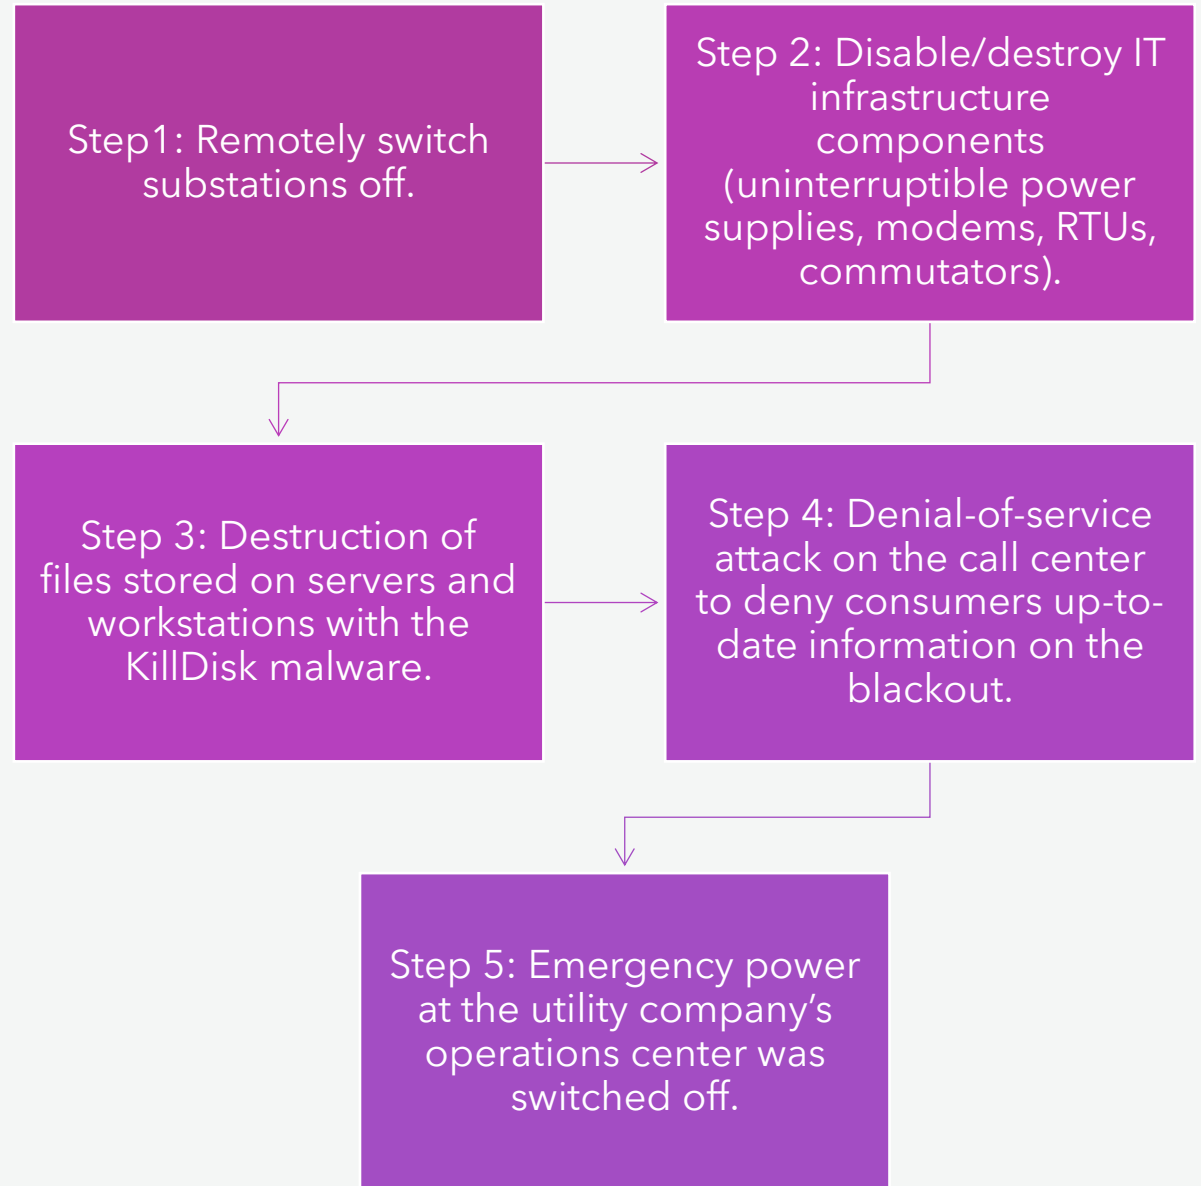 Step1: Remotely switch
substations off.
Step 2: Disable/destroy IT
infrastructure
components
(uninterruptible power
supplies, modems, RTUs,
commutators).
Step 3: Destruction of
files stored on servers and
workstations with the
KillDisk malware.
Step 4: Denial-of-service
attack on the call center
to deny consumers up-to-
date information on the
blackout.
Step 5: Emergency power
at the utility company’s
operations center was
switched off.